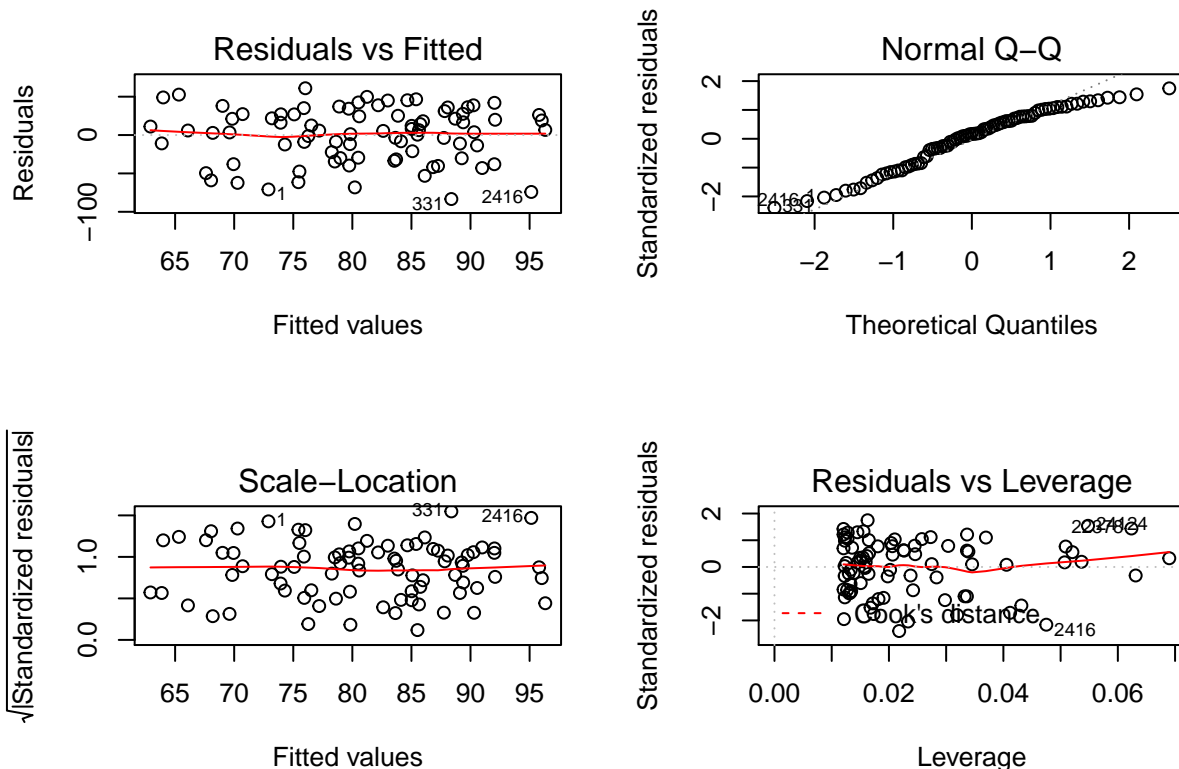 Residuals vs Fitted
Residuals
0
−100
1
331
2416
65 70 75 80 85 90 95
Fitted values
Normal Q−Q
Standardized residuals
2
0
−2
2416
331
1
−2 −1 0 1 2
Theoretical Quantiles
Scale−Location
√|Standardized residuals|
1.0
0.0
1
331
2416
65 70 75 80 85 90 95
Fitted values
Residuals vs Leverage
Standardized residuals
2
0
−2
Cook's distance
2416
0.00 0.02 0.04 0.06
Leverage